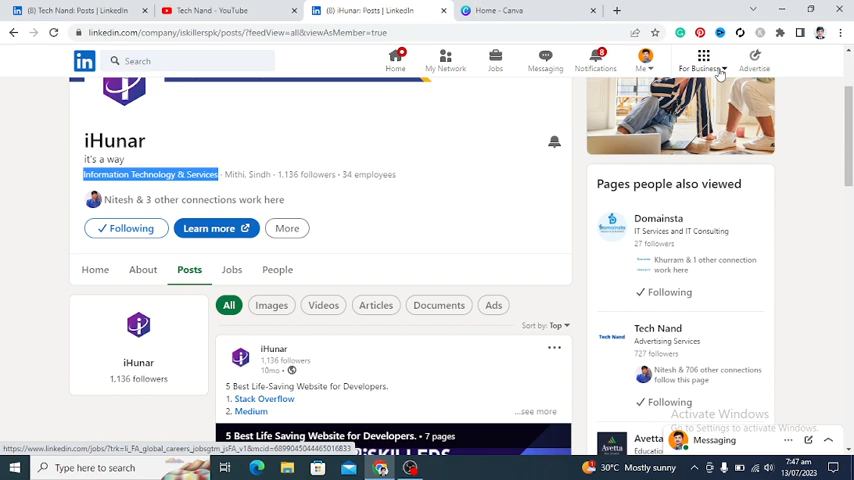 (8) Tech Nand: Posts | LinkedIn
Tech Nand - YouTube
(8) iHunar: Posts | LinkedIn
Home - Canva
linkedin.com/company/iskillerspk/posts/?feedView=all&viewAsMember=true
in
Search
Home
My Network
Jobs
Messaging
8
Notifications
Me
For Business
Advertise
iHunar
it's a way
Information Technology & Services · Mithi, Sindh · 1,136 followers · 34 employees
Nitesh & 3 other connections work here
Following
Learn more
More
Home
About
Posts
Jobs
People
iHunar
1,136 followers
All
Images
Videos
Articles
Documents
Ads
Sort by: Top
iHunar
1,136 followers
10mo •
5 Best Life-Saving Website for Developers.
1. Stack Overflow
2. Medium
...see more
5 Best Life Saving Website for Developers. • 7 pages
Pages people also viewed
Domainsta
Domainsta
IT Services and IT Consulting
27 followers
Khurram & 1 other connection
work here
Following
Tech Nand
Tech Nand
Advertising Services
727 followers
Nitesh & 706 other connections
follow this page
Following
Avetta
Avetta
Activate Windows
Go to Settings to activate Windows.
Messaging
https://www.linkedin.com/jobs/?trk=li_FA_global_careers_jobsgtm_jsFA_v1&mcid=6899045044465016833
Type here to search
30°C Mostly sunny
7:47 am
13/07/2023